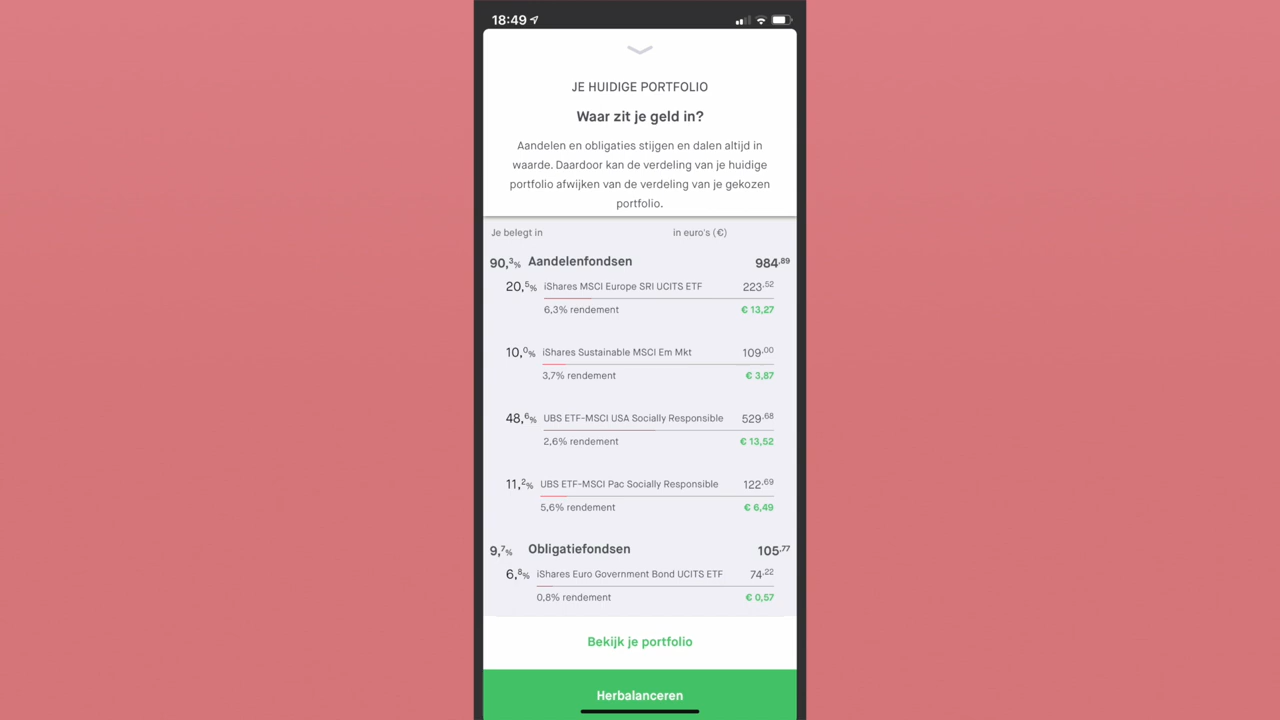 18:49
JE HUIDIGE PORTFOLIO
Waar zit je geld in?
Aandelen en obligaties stijgen en dalen altijd in
waarde. Daardoor kan de verdeling van je huidige
portfolio afwijken van de verdeling van je gekozen
portfolio.
Je belegt in in euro's (€)
90,3% Aandelenfondsen 984,89
20,5% iShares MSCI Europe SRI UCITS ETF 223,52
6,3% rendement € 13,27
10,0% iShares Sustainable MSCI Em Mkt 109,00
3,7% rendement € 3,87
48,6% UBS ETF-MSCI USA Socially Responsible 529,68
2,6% rendement € 13,52
11,2% UBS ETF-MSCI Pac Socially Responsible 122,69
5,6% rendement € 6,49
9,7% Obligatiefondsen 105,77
6,8% iShares Euro Government Bond UCITS ETF 74,22
0,8% rendement € 0,57
Bekijk je portfolio
Herbalanceren